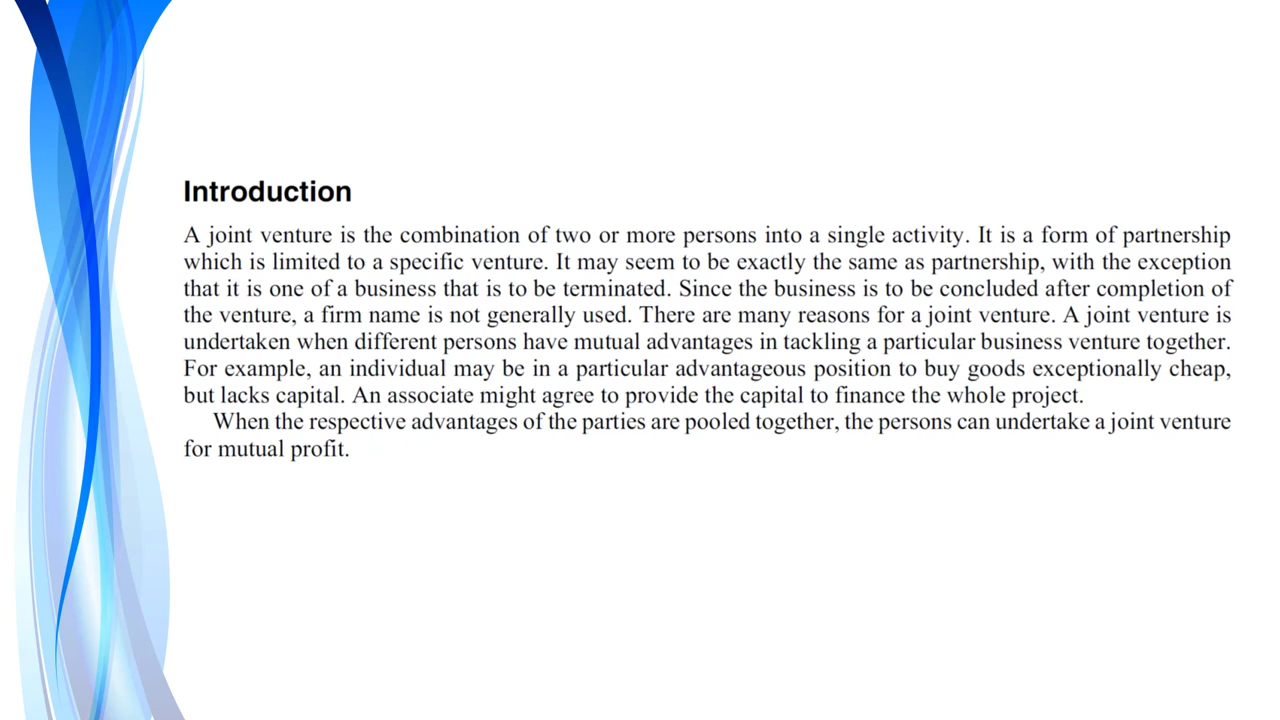 Introduction
A joint venture is the combination of two or more persons into a single activity. It is a form of partnership
which is limited to a specific venture. It may seem to be exactly the same as partnership, with the exception
that it is one of a business that is to be terminated. Since the business is to be concluded after completion of
the venture, a firm name is not generally used. There are many reasons for a joint venture. A joint venture is
undertaken when different persons have mutual advantages in tackling a particular business venture together.
For example, an individual may be in a particular advantageous position to buy goods exceptionally cheap,
but lacks capital. An associate might agree to provide the capital to finance the whole project.
When the respective advantages of the parties are pooled together, the persons can undertake a joint venture
for mutual profit.